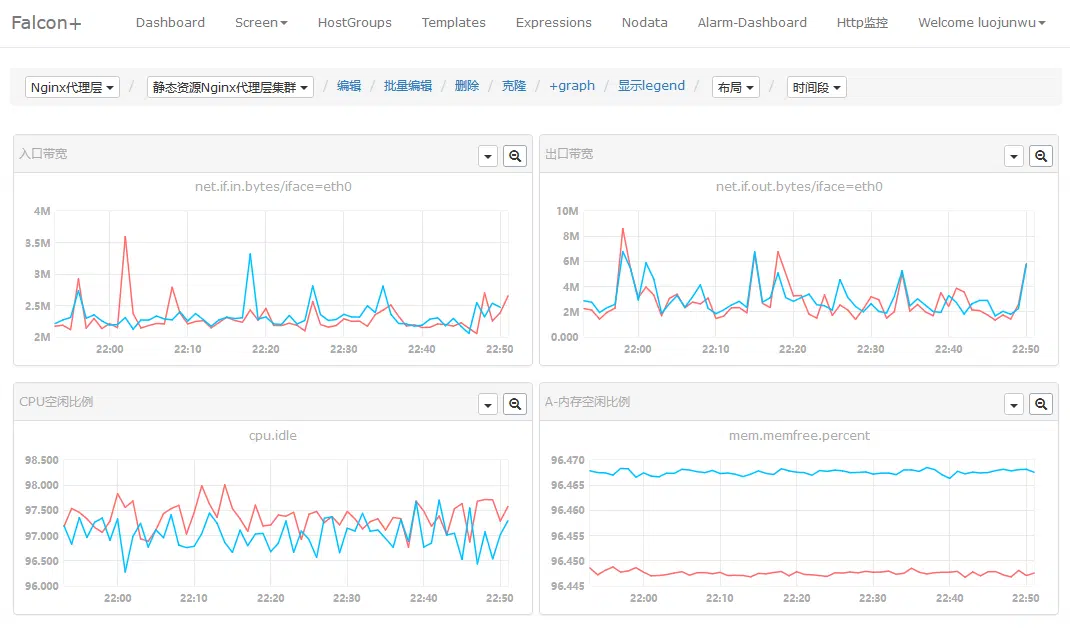 Falcon+ Dashboard Screen HostGroups Templates Expressions Nodata Alarm-Dashboard Http监控 Welcome luojunwu
Nginx代理层 / 静态资源Nginx代理层集群 / 编辑 / 批量编辑 / 删除 / 克隆 / +graph / 显示legend / 布局 / 时间段
入口带宽
net.if.in.bytes/iface=eth0
4M
3.5M
3M
2.5M
2M
22:00 22:10 22:20 22:30 22:40 22:50
出口带宽
net.if.out.bytes/iface=eth0
10M
8M
6M
4M
2M
0.000
22:00 22:10 22:20 22:30 22:40 22:50
CPU空闲比例
cpu.idle
98.500
98.000
97.500
97.000
96.500
96.000
22:00 22:10 22:20 22:30 22:40 22:50
A-内存空闲比例
mem.memfree.percent
96.470
96.465
96.460
96.455
96.450
96.445
22:00 22:10 22:20 22:30 22:40 22:50